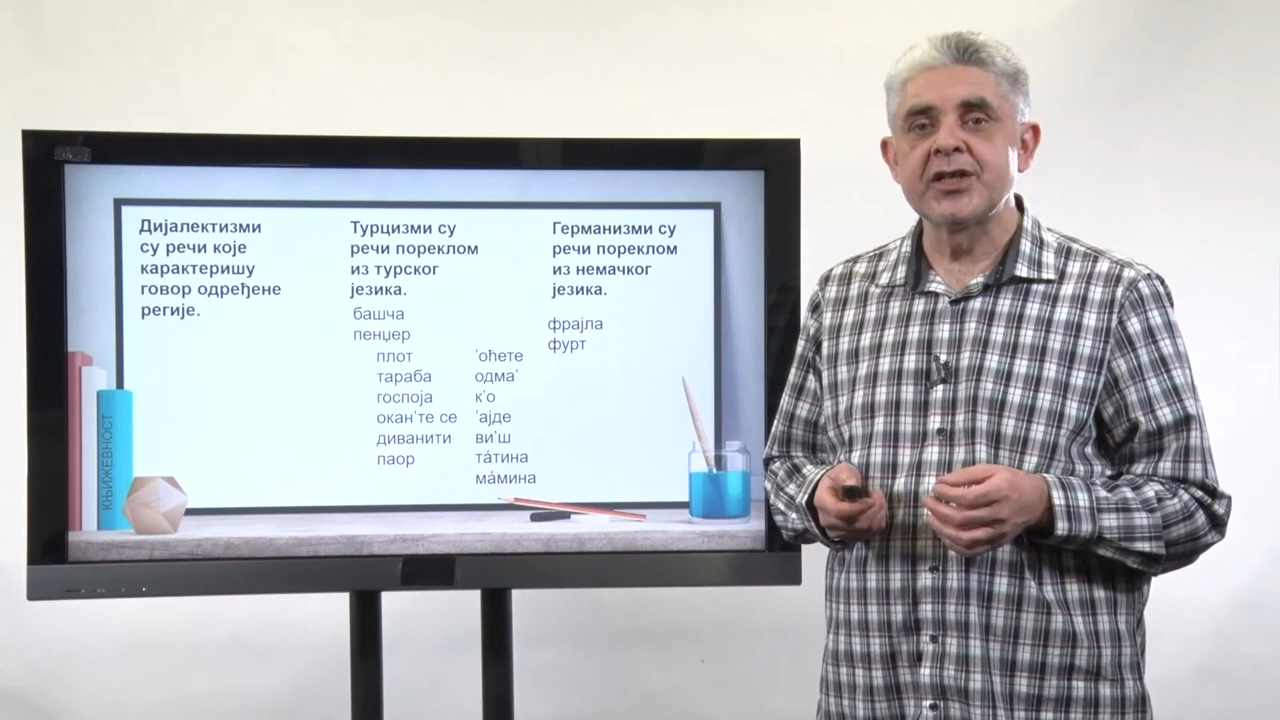 Дијалектизми
су речи које
карактеришу
говор одређене
регије.
Турцизми су
речи пореклом
из турског
језика.
башча
пенџер
Германизми су
речи пореклом
из немачког
језика.
фрајла
фурт
плот
тараба
госпоја
окан’те се
диванити
паор
’оћете
одма’
к’о
’ајде
ви’ш
та́тина
ма́мина
КЊИЖЕВНОСТ